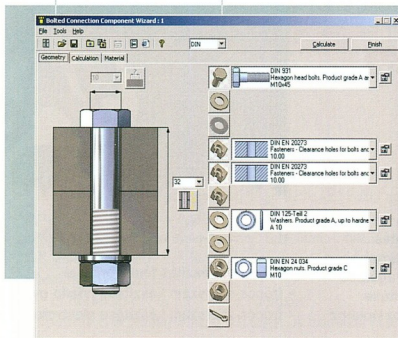 Bolted Connection Component Wizard : 1
File Tools Help
DIN
Calculate
Finish
Geometry Calculation Material
10
DIN 931
Hexagon head bolts. Product grade A ar
M10x45
DIN EN 20273
Fasteners - Clearance holes for bolts and
10.00
DIN EN 20273
Fasteners - Clearance holes for bolts and
10.00
32
DIN 125-Teil 2
Washers. Product grade A, up to hardne
A 10
DIN EN 24 034
Hexagon nuts. Product grade C
M10